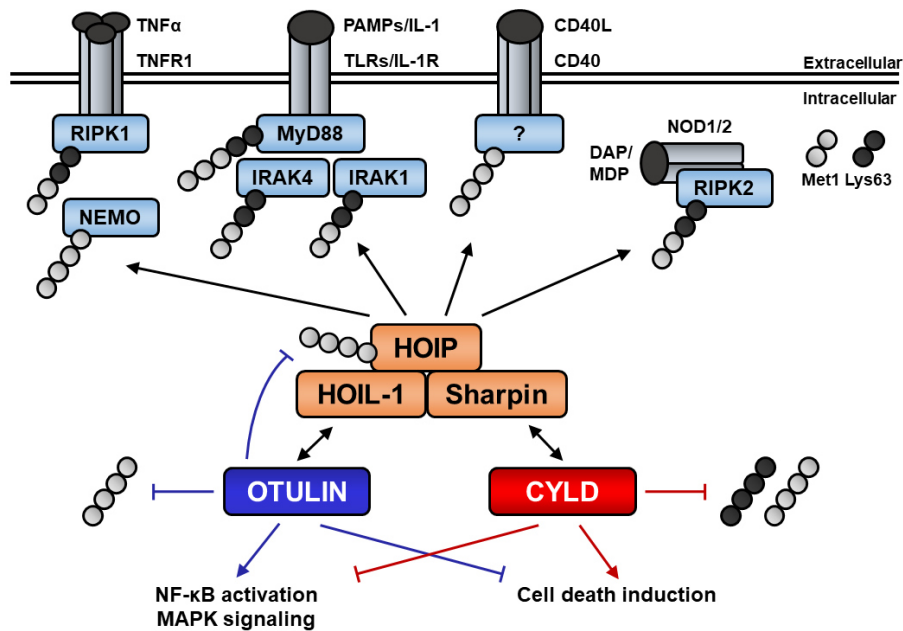 TNFα
TNFR1
PAMPs/IL-1
TLRs/IL-1R
CD40L
CD40
Extracellular
Intracellular
RIPK1
MyD88
?
NOD1/2
DAP/
MDP
RIPK2
Met1 Lys63
IRAK4
IRAK1
NEMO
HOIP
HOIL-1
Sharpin
OTULIN
CYLD
NF-κB activation
MAPK signaling
Cell death induction